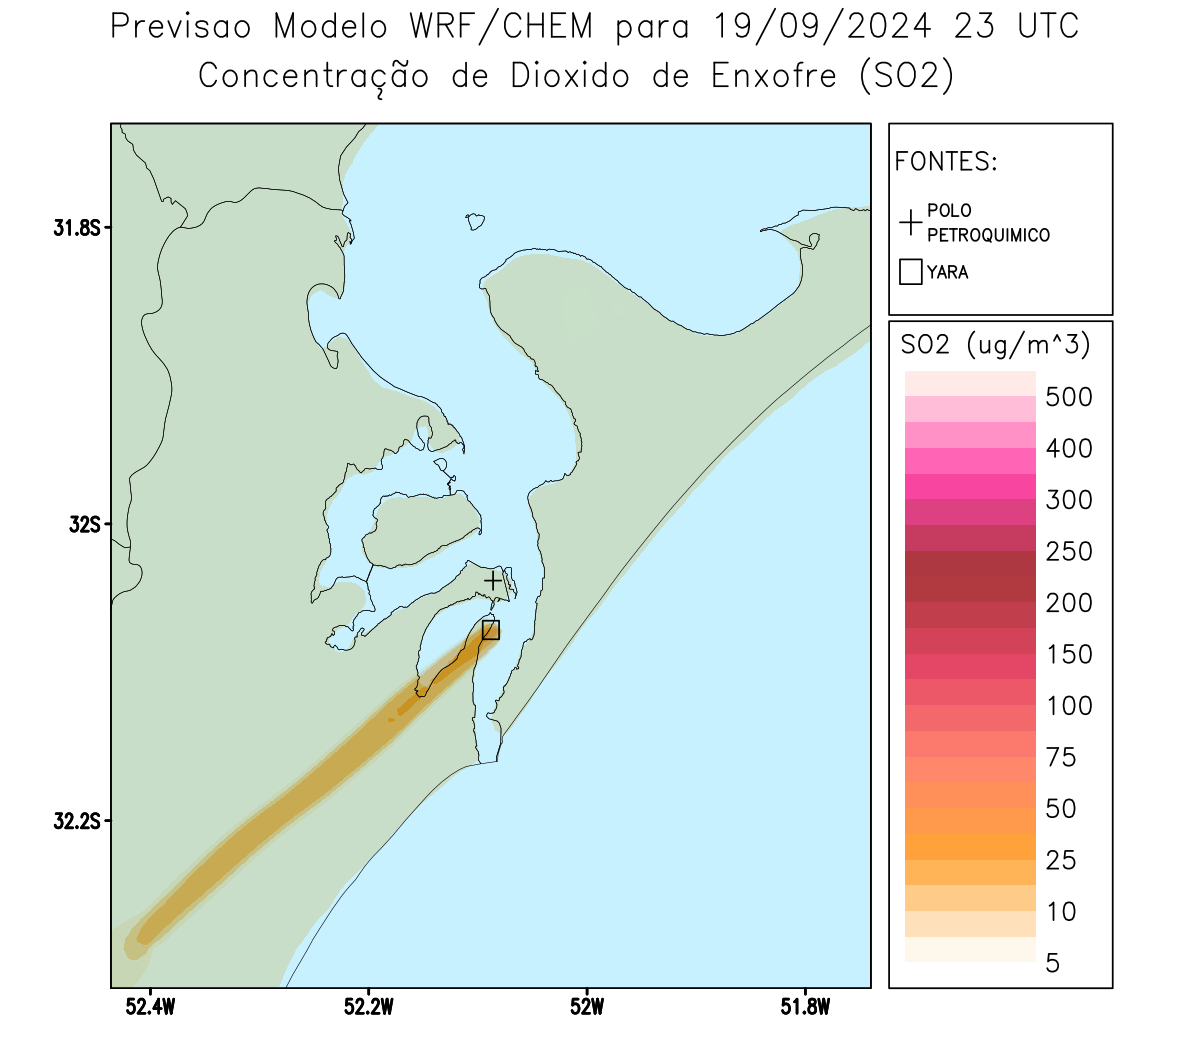 Previsao Modelo WRF/CHEM para 19/09/2024 23 UTC
Concentração de Dioxido de Enxofre (SO2)
FONTES:
POLO
PETROQUIMICO
YARA
SO2 (ug/m^3)
500
400
300
250
200
150
100
75
50
25
10
5
31.8S
32S
32.2S
52.4W
52.2W
52W
51.8W